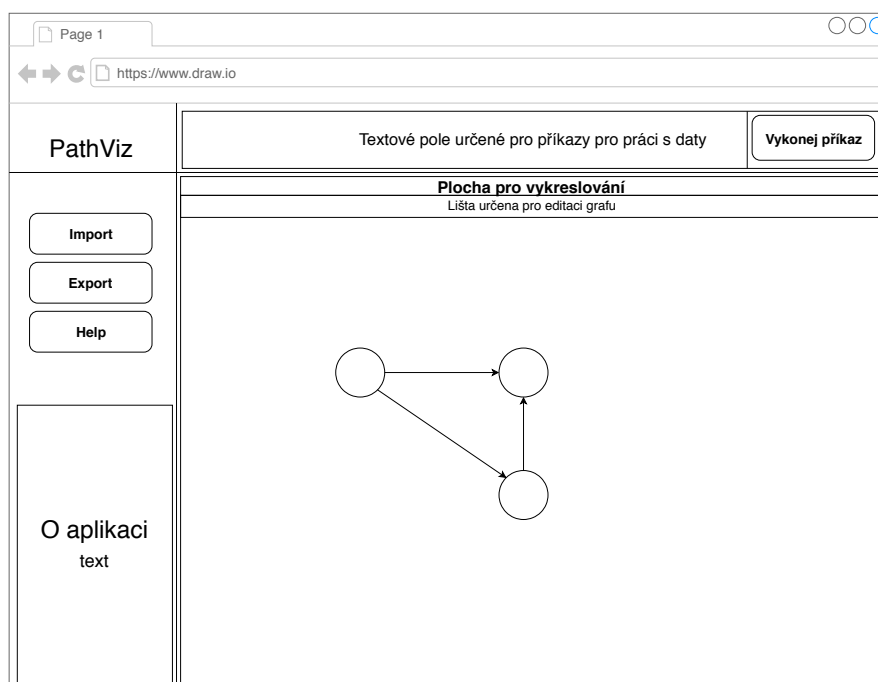 Page 1
https://www.draw.io
PathViz
Textové pole určené pro příkazy pro práci s daty
Vykonej příkaz
Plocha pro vykreslování
Lišta určena pro editaci grafu
Import
Export
Help
O aplikaci
text